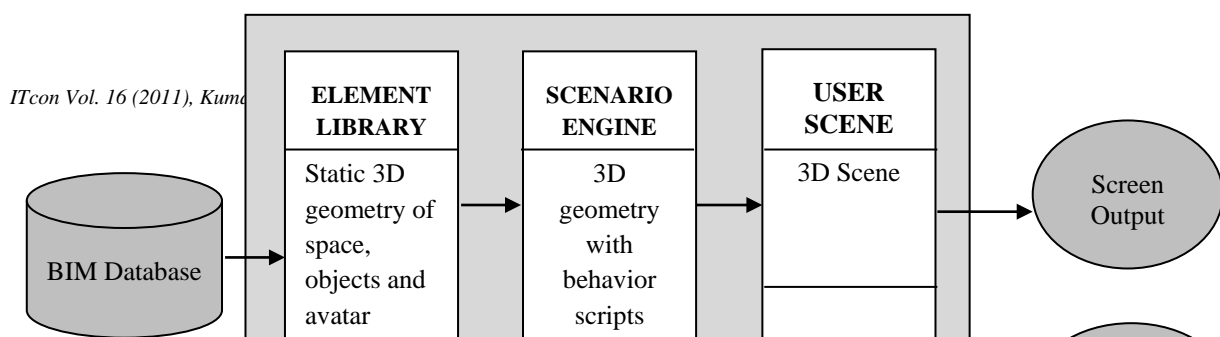 ITcon Vol. 16 (2011),
BIM Database
ELEMENT
LIBRARY
Static 3D
geometry of
space,
objects and
avatar
SCENARIO
ENGINE
3D
geometry
with
behavior
scripts
USER
SCENE
3D Scene
Screen
Output